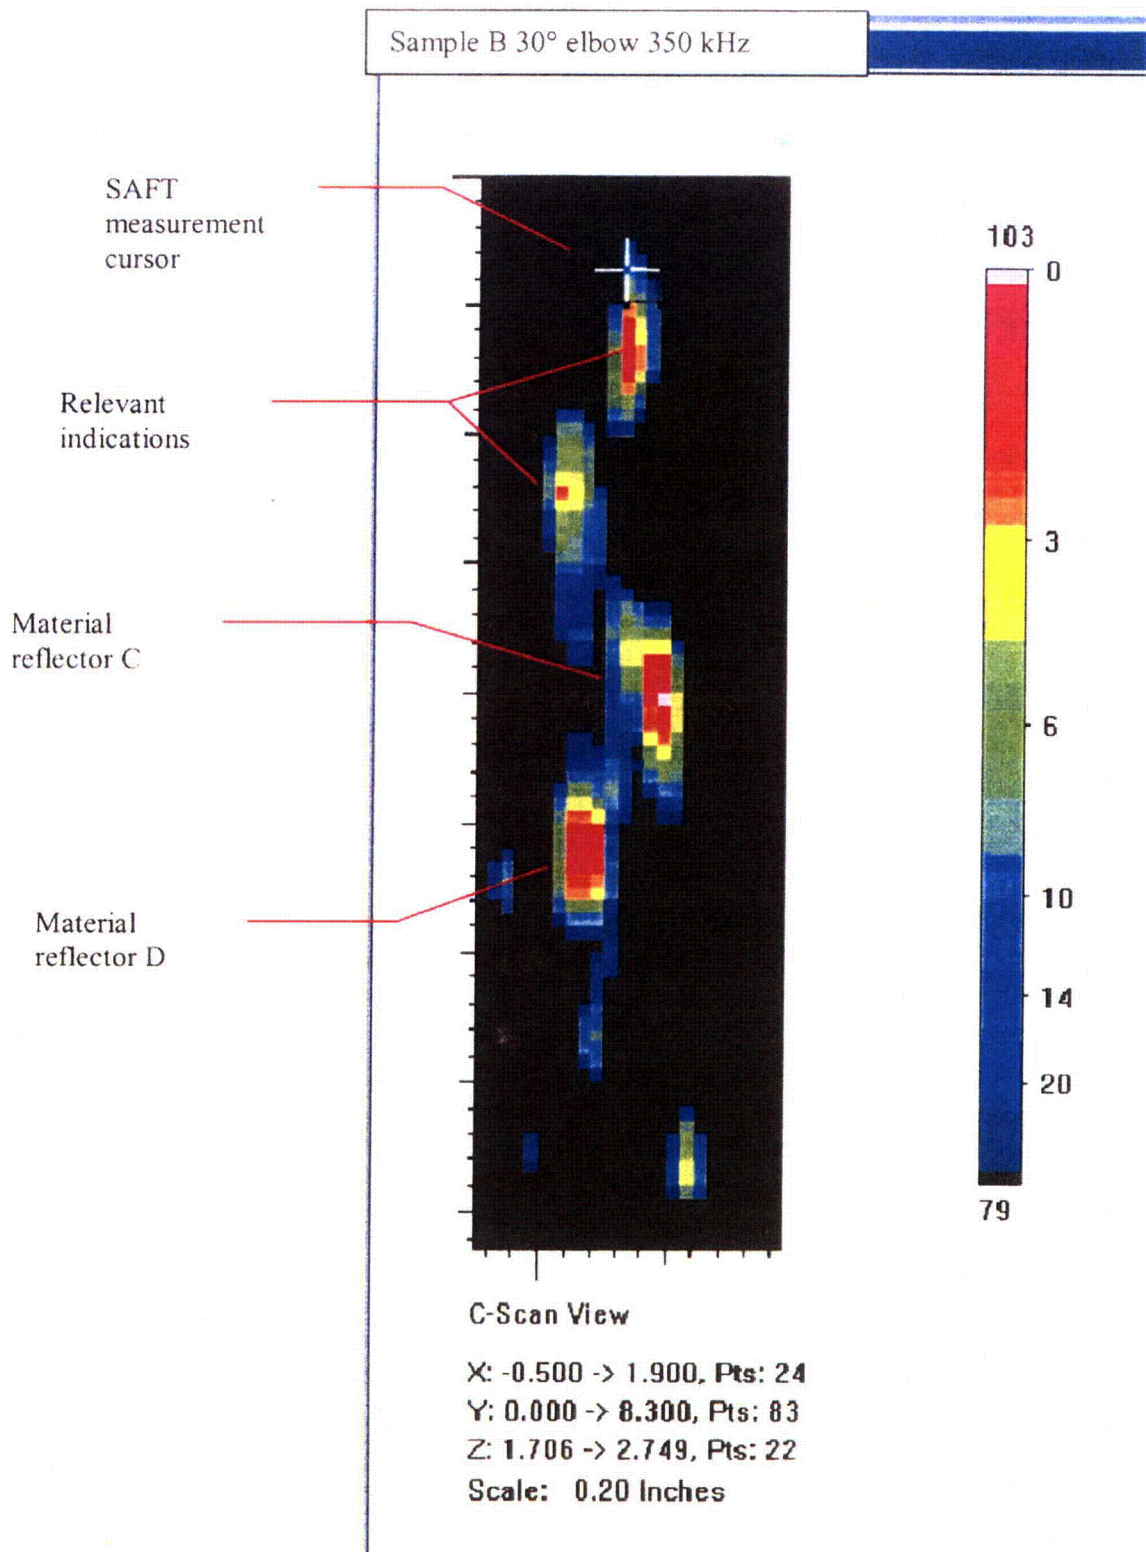 Sample B 30° elbow 350 kHz
SAFT
measurement
cursor
Relevant
indications
Material
reflector C
Material
reflector D
103
0
3
6
10
14
20
79
C-Scan View
X: -0.500 -> 1.900, Pts: 24
Y: 0.000 -> 8.300, Pts: 83
Z: 1.706 -> 2.749, Pts: 22
Scale: 0.20 Inches